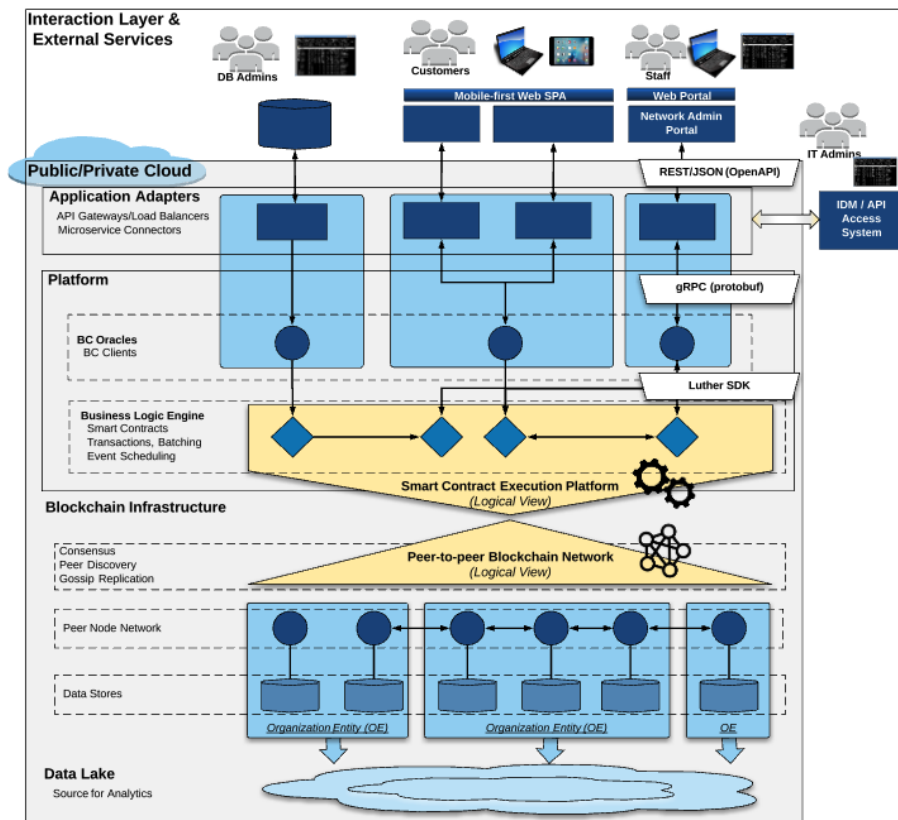 Interaction Layer &
External Services
DB Admins
Customers
Staff
Mobile-first Web SPA
Web Portal
Network Admin
Portal
IT Admins
Public/Private Cloud
REST/JSON (OpenAPI)
Application Adapters
API Gateways/Load Balancers
Microservice Connectors
IDM / API
Access
System
Platform
gRPC (protobuf)
BC Oracles
BC Clients
Luther SDK
Business Logic Engine
Smart Contracts
Transactions, Batching
Event Scheduling
Smart Contract Execution Platform
(Logical View)
Blockchain Infrastructure
Consensus
Peer Discovery
Gossip Replication
Peer-to-peer Blockchain Network
(Logical View)
Peer Node Network
Data Stores
Organization Entity (OE)
Organization Entity (OE)
OE
Data Lake
Source for Analytics